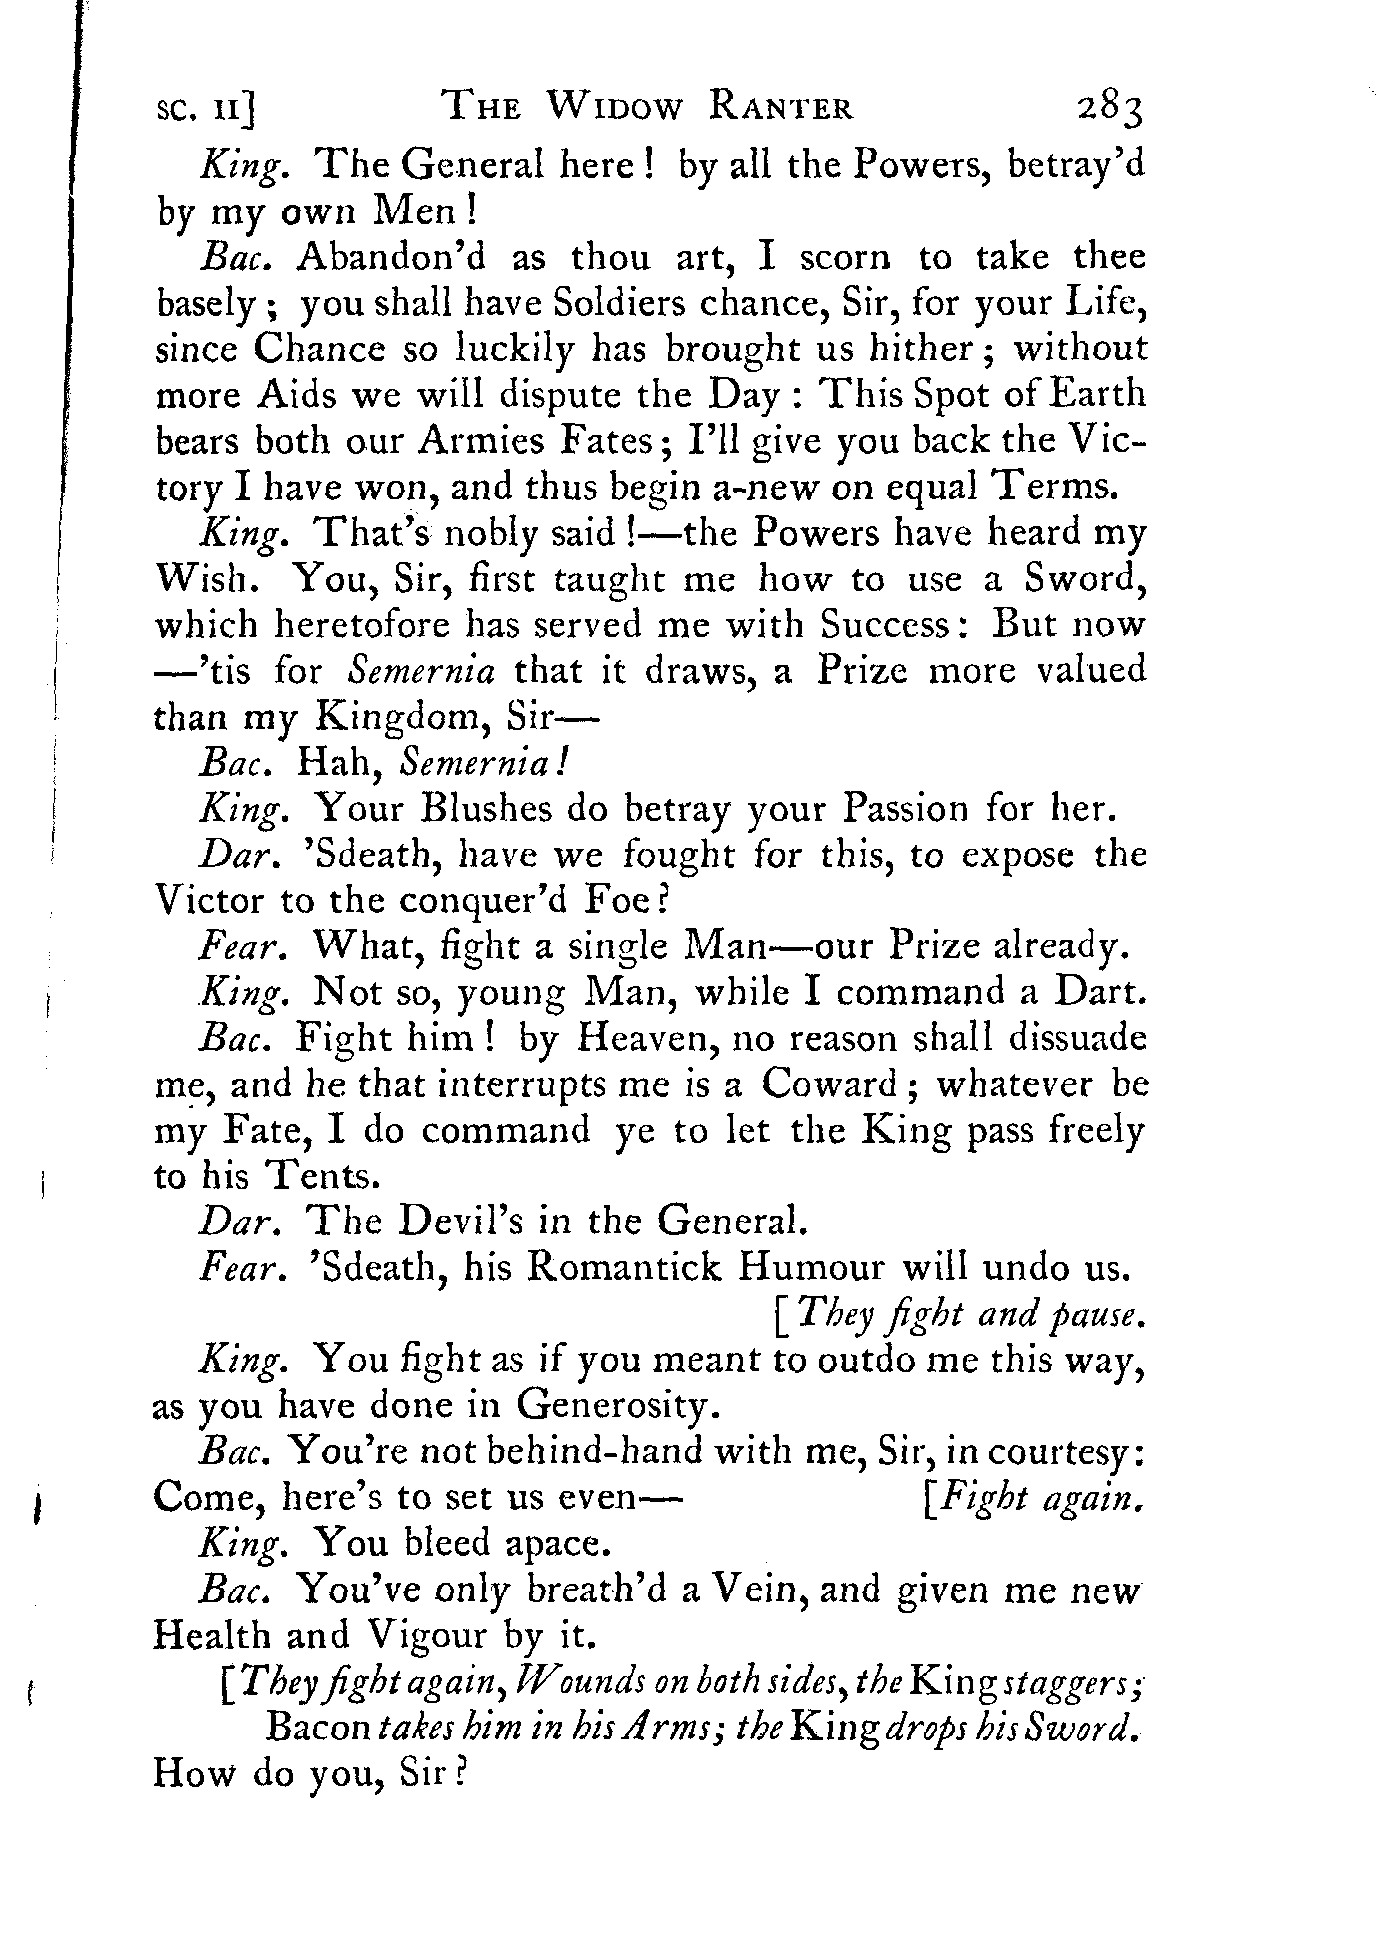 SC. II] THE WIDOW RANTER 283
King. The General here! by all the Powers, betray'd
by my own Men!
Bac. Abandon'd as thou art, I scorn to take thee
basely; you shall have Soldiers chance, Sir, for your Life,
since Chance so luckily has brought us hither; without
more Aids we will dispute the Day: This Spot of Earth
bears both our Armies Fates; I'll give you back the Vic-
tory I have won, and thus begin a-new on equal Terms.
King. That's nobly said!—the Powers have heard my
Wish. You, Sir, first taught me how to use a Sword,
which heretofore has served me with Success: But now
—'tis for Semernia that it draws, a Prize more valued
than my Kingdom, Sir—
Bac. Hah, Semernia!
King. Your Blushes do betray your Passion for her.
Dar. 'Sdeath, have we fought for this, to expose the
Victor to the conquer'd Foe?
Fear. What, fight a single Man—our Prize already.
King. Not so, young Man, while I command a Dart.
Bac. Fight him! by Heaven, no reason shall dissuade
me, and he that interrupts me is a Coward; whatever be
my Fate, I do command ye to let the King pass freely
to his Tents.
Dar. The Devil's in the General.
Fear. 'Sdeath, his Romantick Humour will undo us.
[They fight and pause.
King. You fight as if you meant to outdo me this way,
as you have done in Generosity.
Bac. You're not behind-hand with me, Sir, in courtesy:
Come, here's to set us even— [Fight again.
King. You bleed apace.
Bac. You've only breath'd a Vein, and given me new
Health and Vigour by it.
[They fight again, Wounds on both sides, the King staggers;
Bacon takes him in his Arms; the King drops his Sword.
How do you, Sir?